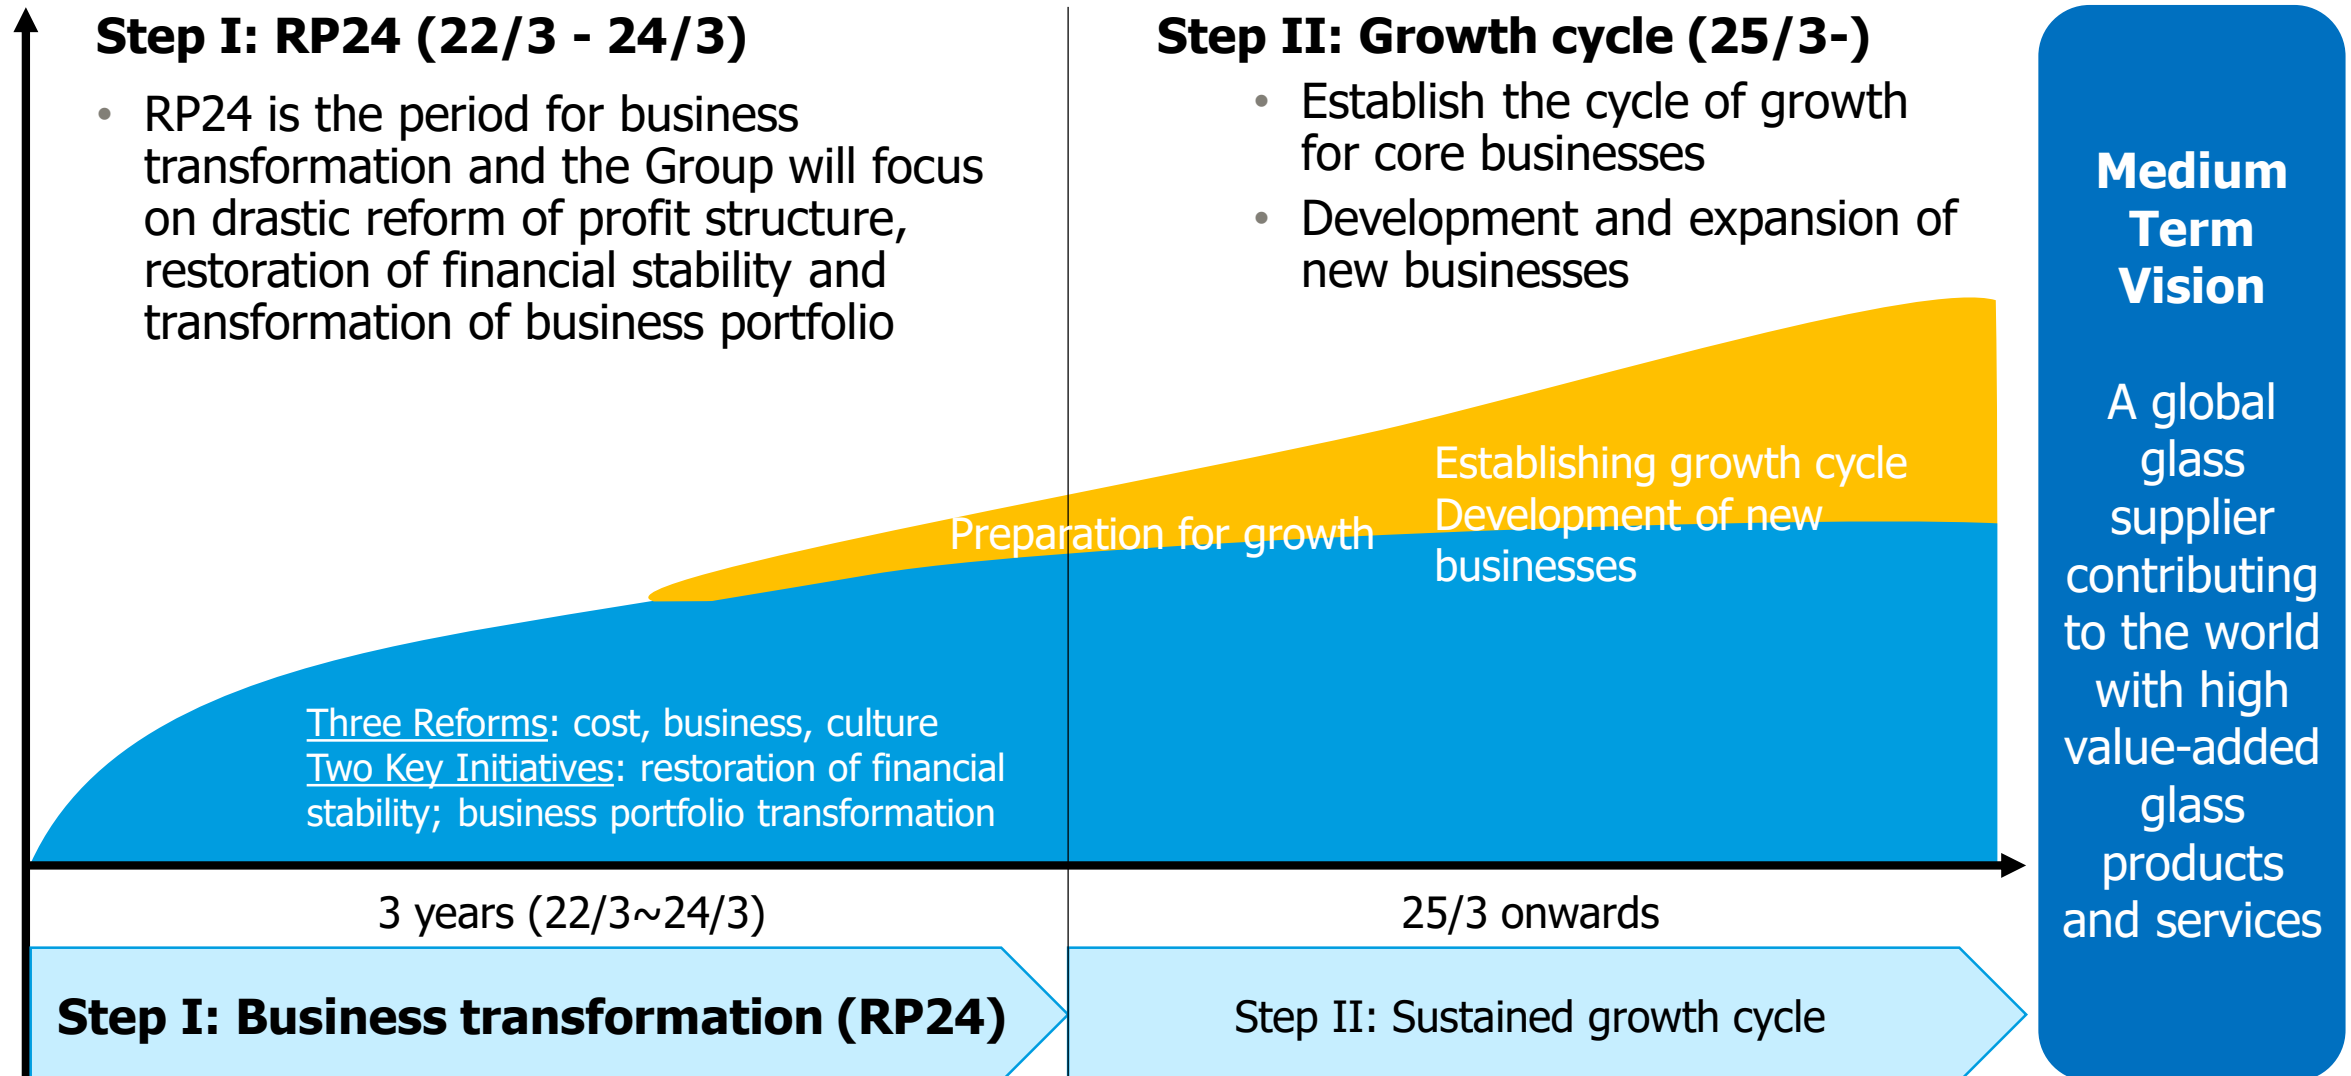 Step I: RP24 (22/3 - 24/3)
• RP24 is the period for business
transformation and the Group will focus
on drastic reform of profit structure,
restoration of financial stability and
transformation of business portfolio
Step II: Growth cycle (25/3-)
• Establish the cycle of growth
for core businesses
• Development and expansion of
new businesses
Preparation for growth
Establishing growth cycle
Development of new
businesses
Three Reforms: cost, business, culture
Two Key Initiatives: restoration of financial
stability; business portfolio transformation
3 years (22/3~24/3)
25/3 onwards
Step I: Business transformation (RP24)
Step II: Sustained growth cycle
Medium
Term
Vision
A global
glass
supplier
contributing
to the world
with high
value-added
glass
products
and services